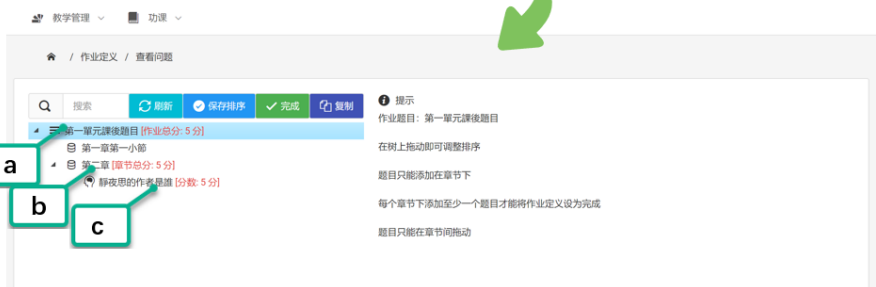 教学管理 功课
/ 作业定义 / 查看问题
搜索 刷新 保存排序 完成 复制
第一單元課後題目 [作业总分: 5 分]
第一章第一小節
第二章 [章节总分: 5 分]
靜夜思的作者是誰 [分数: 5 分]
a
b
c
提示
作业题目: 第一單元課後題目
在树上拖动即可调整排序
题目只能添加在章节下
每个章节下添加至少一个题目才能将作业定义设为完成
题目只能在章节间拖动